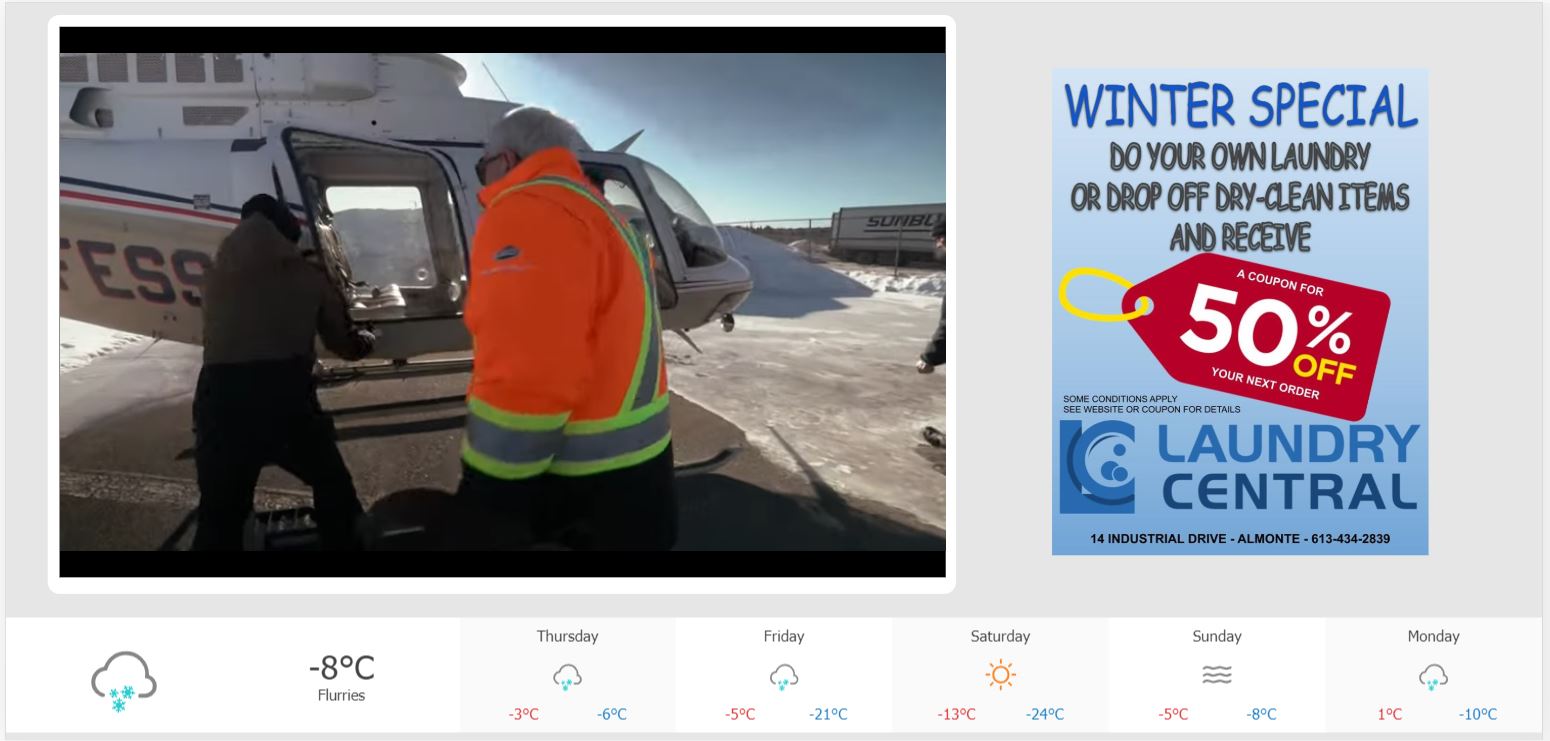 FESS
SUNBU
WINTER SPECIAL
DO YOUR OWN LAUNDRY
OR DROP OFF DRY-CLEAN ITEMS
AND RECEIVE
A COUPON FOR
50%
OFF
YOUR NEXT ORDER
SOME CONDITIONS APPLY
SEE WEBSITE OR COUPON FOR DETAILS
LAUNDRY
CENTRAL
14 INDUSTRIAL DRIVE - ALMONTE - 613-434-2839
-8°C
Flurries
Thursday
-3°C -6°C
Friday
-5°C -21°C
Saturday
-13°C -24°C
Sunday
-5°C -8°C
Monday
1°C -10°C